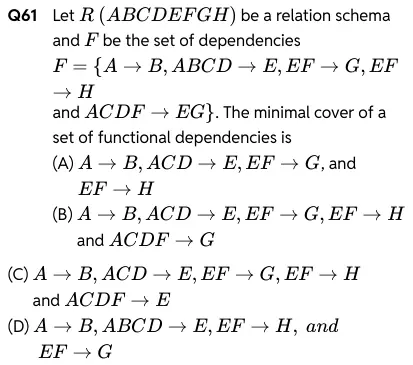 Q61 Let R (ABCDEFGH) be a relation schema
and F be the set of dependencies
F = {A → B, ABCD → E, EF → G, EF
→ H
and ACDF → EG}. The minimal cover of a
set of functional dependencies is
(A) A → B, ACD → E, EF → G, and
EF → H
(B) A → B, ACD → E, EF → G, EF → H
and ACDF → G
(C) A → B, ACD → E, EF → G, EF → H
and ACDF → E
(D) A → B, ABCD → E, EF → H, and
EF → G